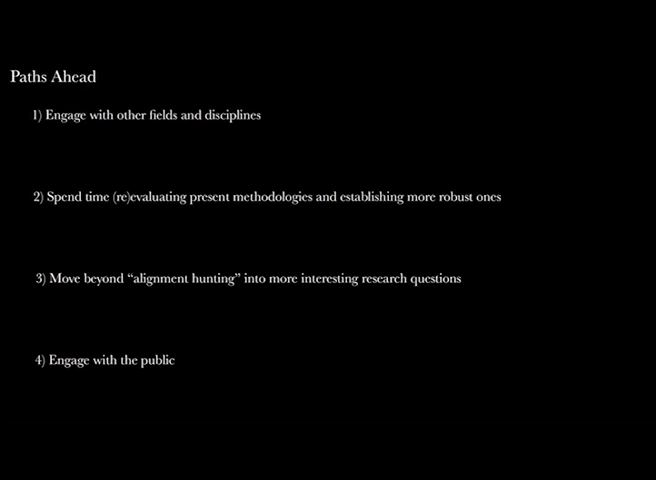 Paths Ahead
1) Engage with other fields and disciplines
2) Spend time (re)evaluating present methodologies and establishing more robust ones
3) Move beyond “alignment hunting” into more interesting research questions
4) Engage with the public